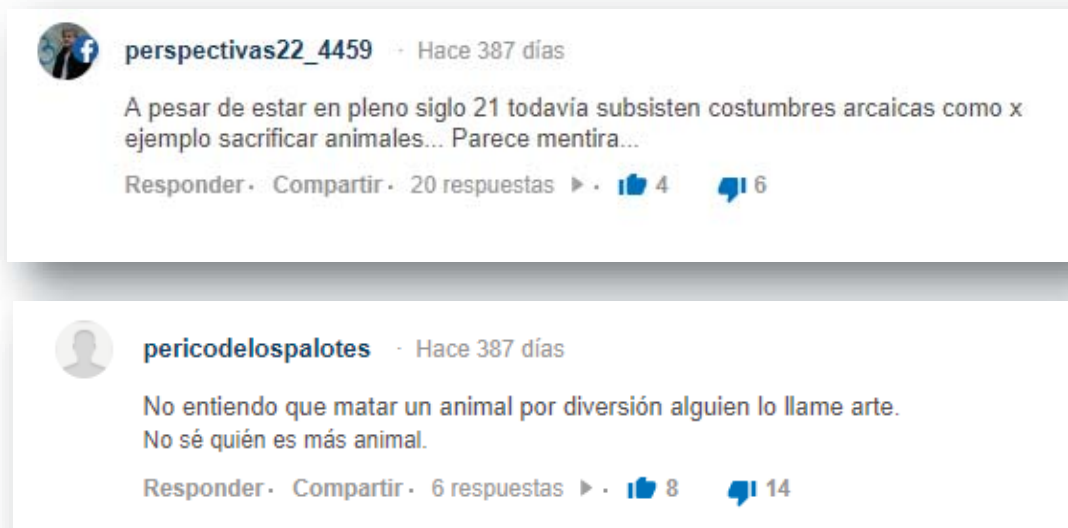 perspectivas22_4459 · Hace 387 días
A pesar de estar en pleno siglo 21 todavía subsisten costumbres arcaicas como x
ejemplo sacrificar animales... Parece mentira...
Responder · Compartir · 20 respuestas · 4 6
pericodelospalotes · Hace 387 días
No entiendo que matar un animal por diversión alguien lo llame arte.
No sé quién es más animal.
Responder · Compartir · 6 respuestas · 8 14